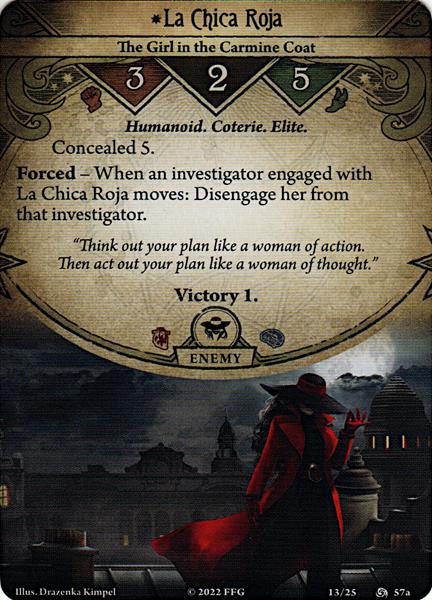 *La Chica Roja
The Girl in the Carmine Coat
3 2 5
Humanoid. Coterie. Elite.
Concealed 5.
Forced – When an investigator engaged with
La Chica Roja moves: Disengage her from
that investigator.
“Think out your plan like a woman of action.
Then act out your plan like a woman of thought.”
Victory 1.
ENEMY
Illus. Drazenka Kimpel © 2022 FFG 13/25 57a